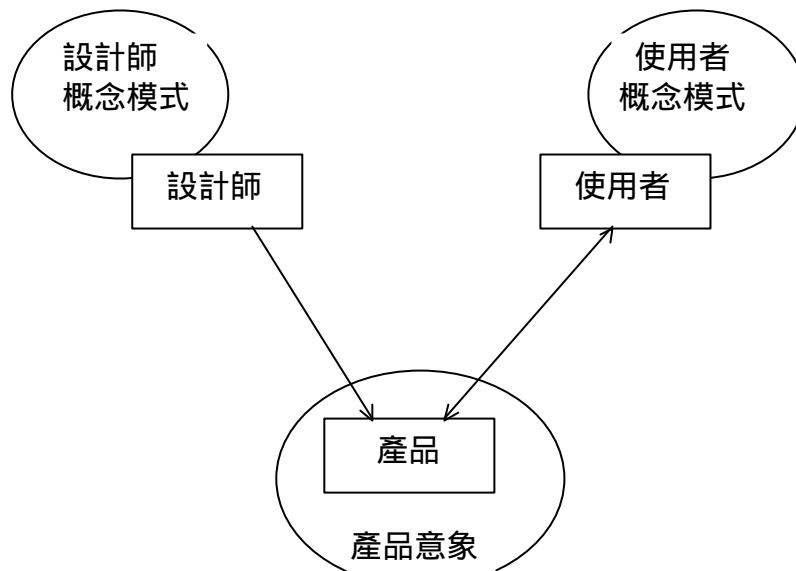 設計師
概念模式
使用者
概念模式
設計師
使用者
產品
產品意象